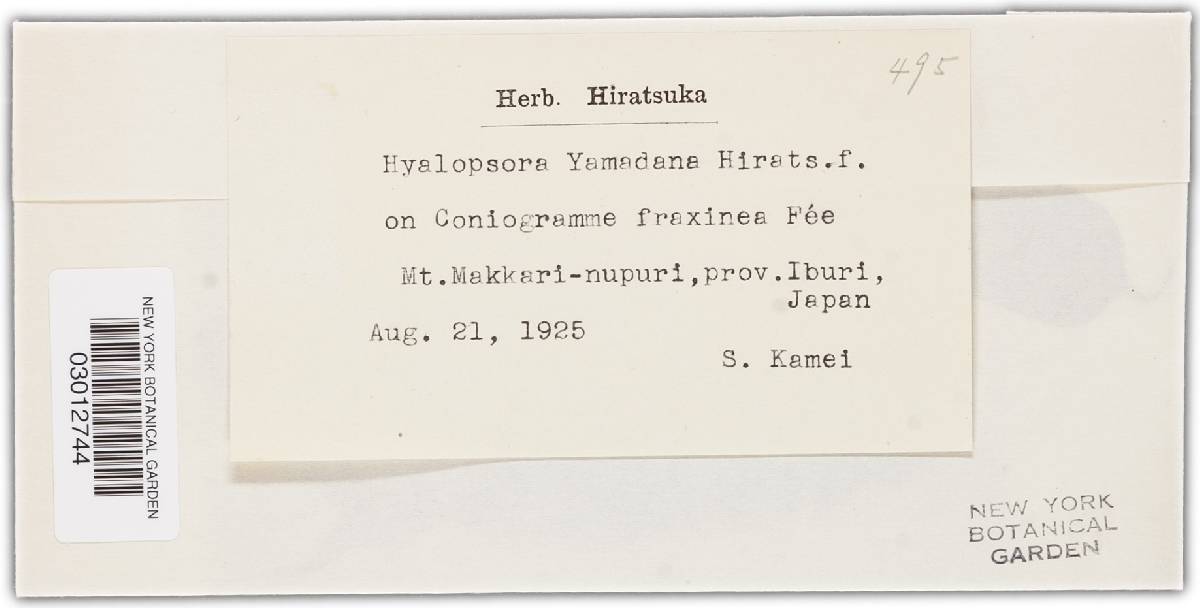 495
Herb. Hiratsuka
Hyalopsora Yamadana Hirats.f.
on Coniogramme fraxinea Fée
Mt.Makkari-nupuri,prov.Iburi,
Japan
Aug. 21, 1925
S. Kamei
NEW YORK BOTANICAL GARDEN
03012744
NEW YORK
BOTANICAL
GARDEN